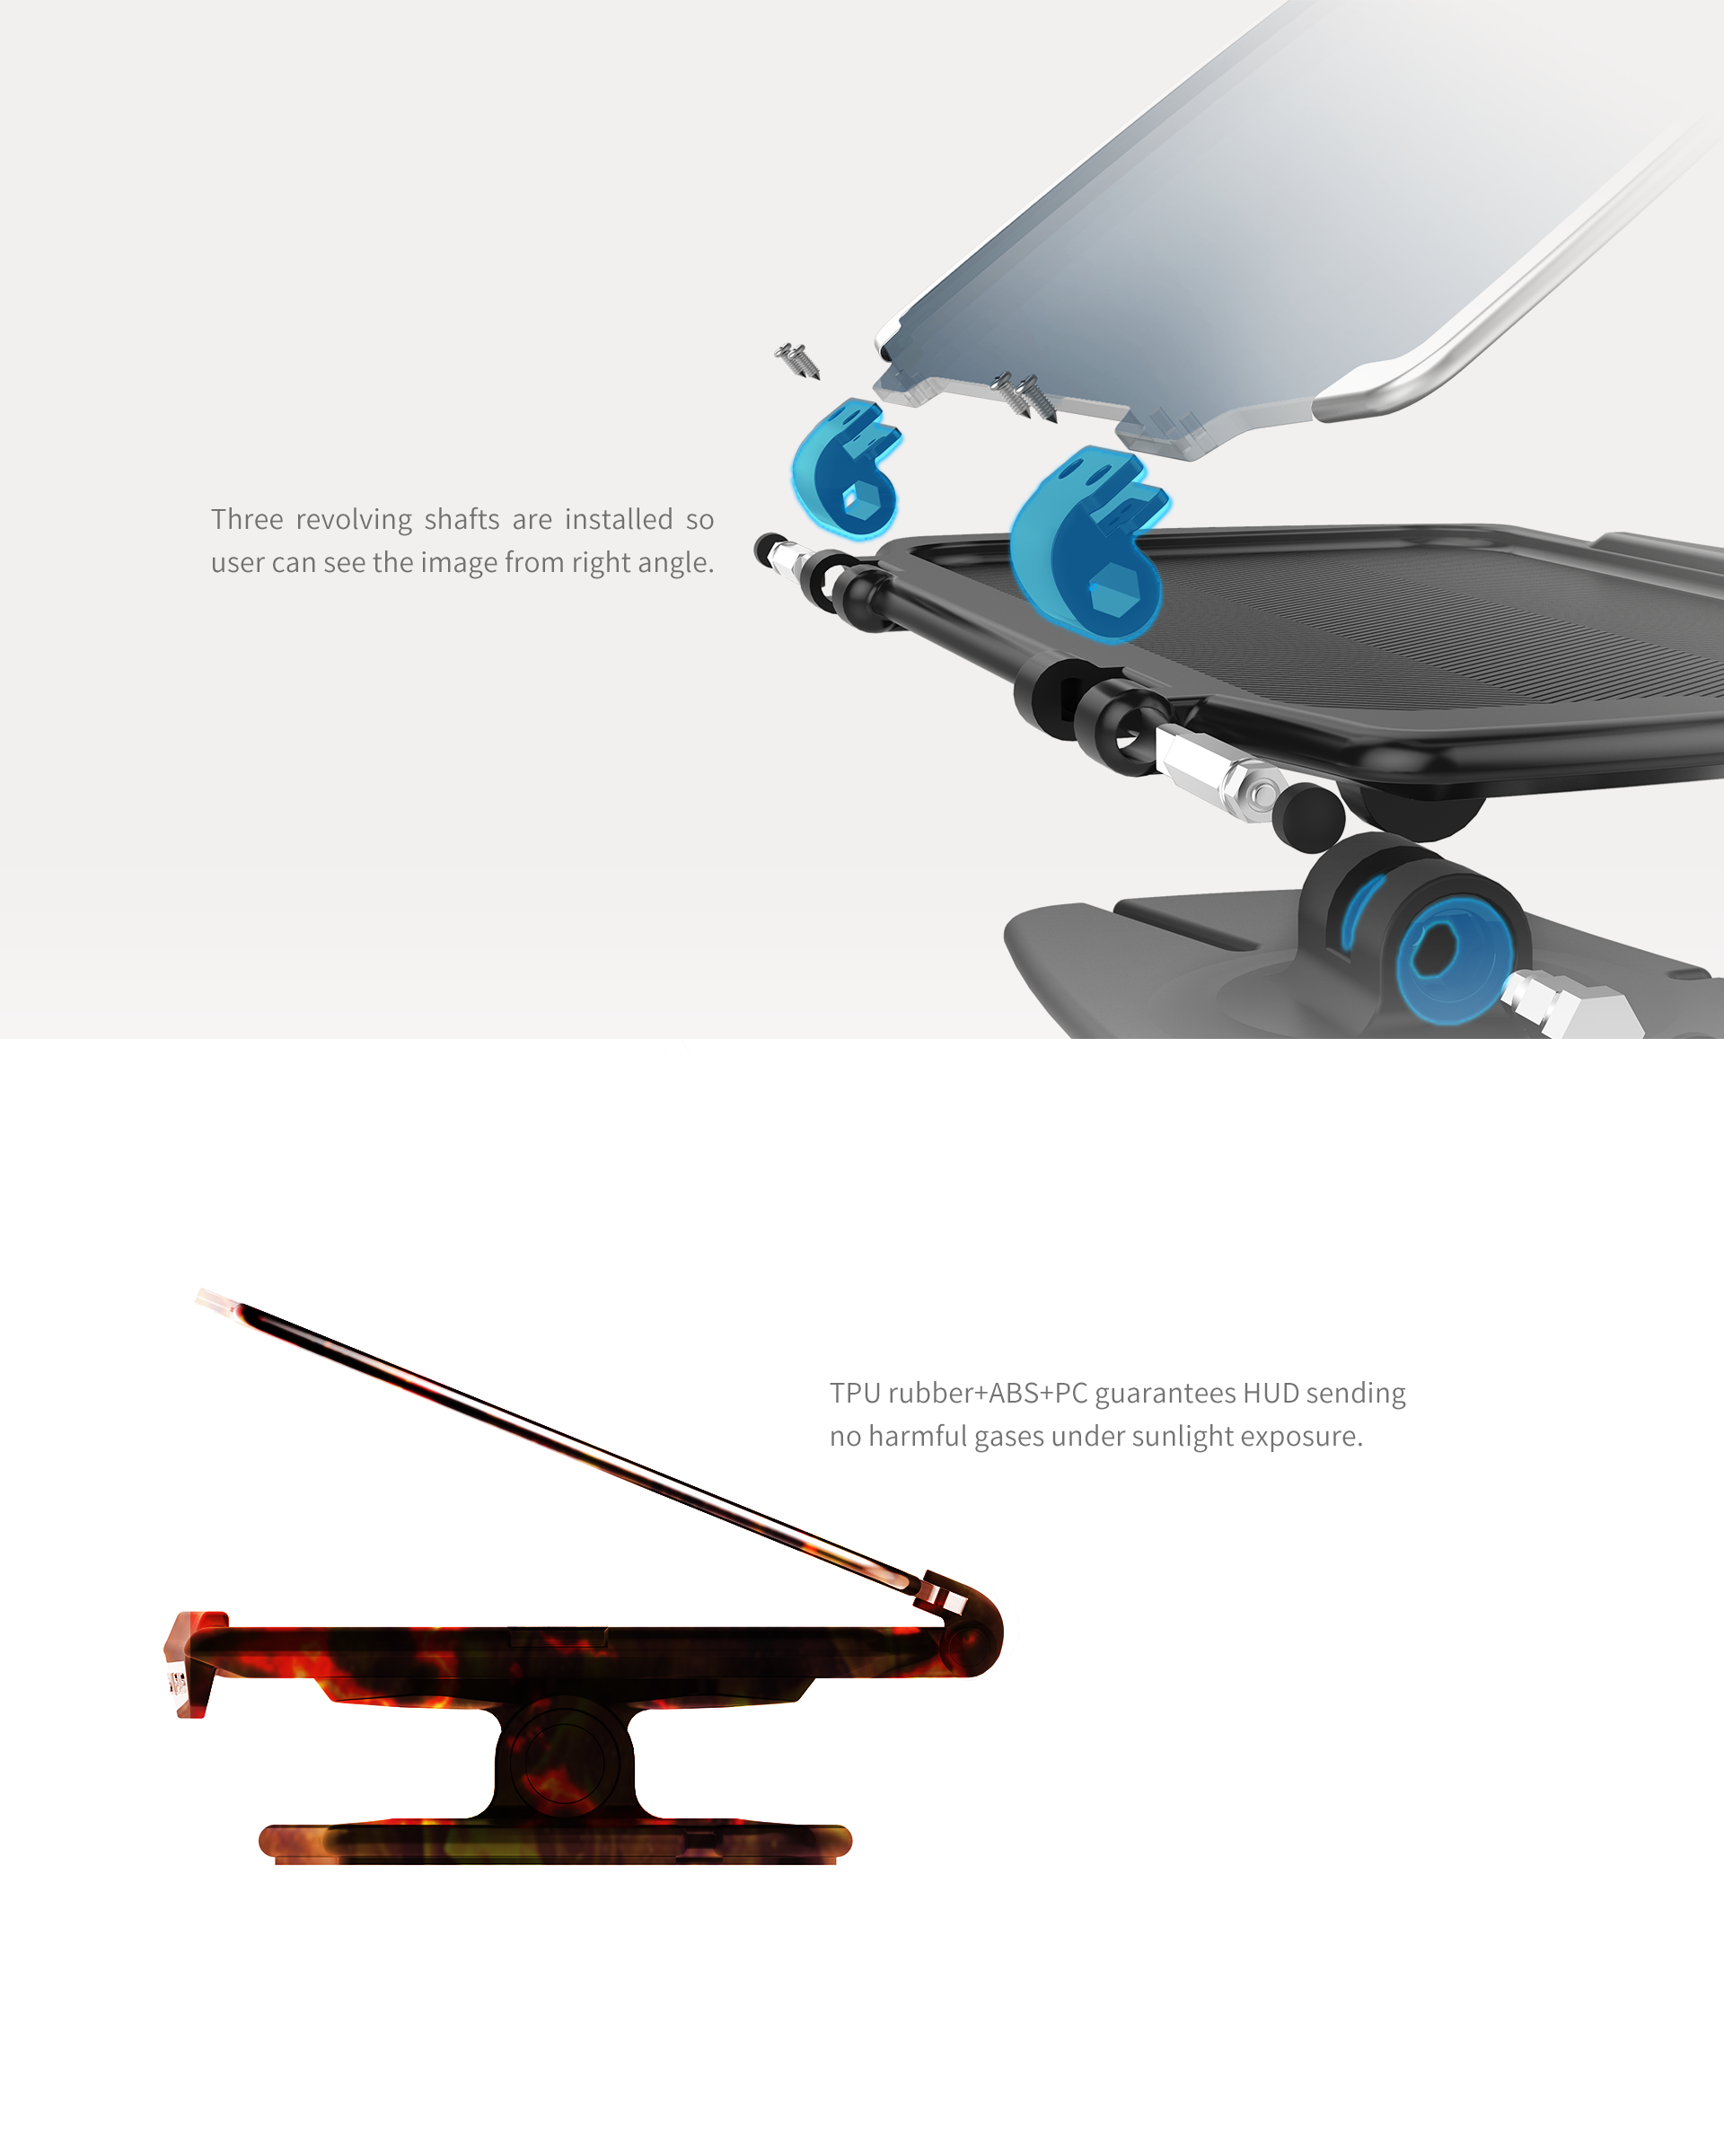 Three revolving shafts are installed so
user can see the image from right angle.
TPU rubber+ABS+PC guarantees HUD sending
no harmful gases under sunlight exposure.